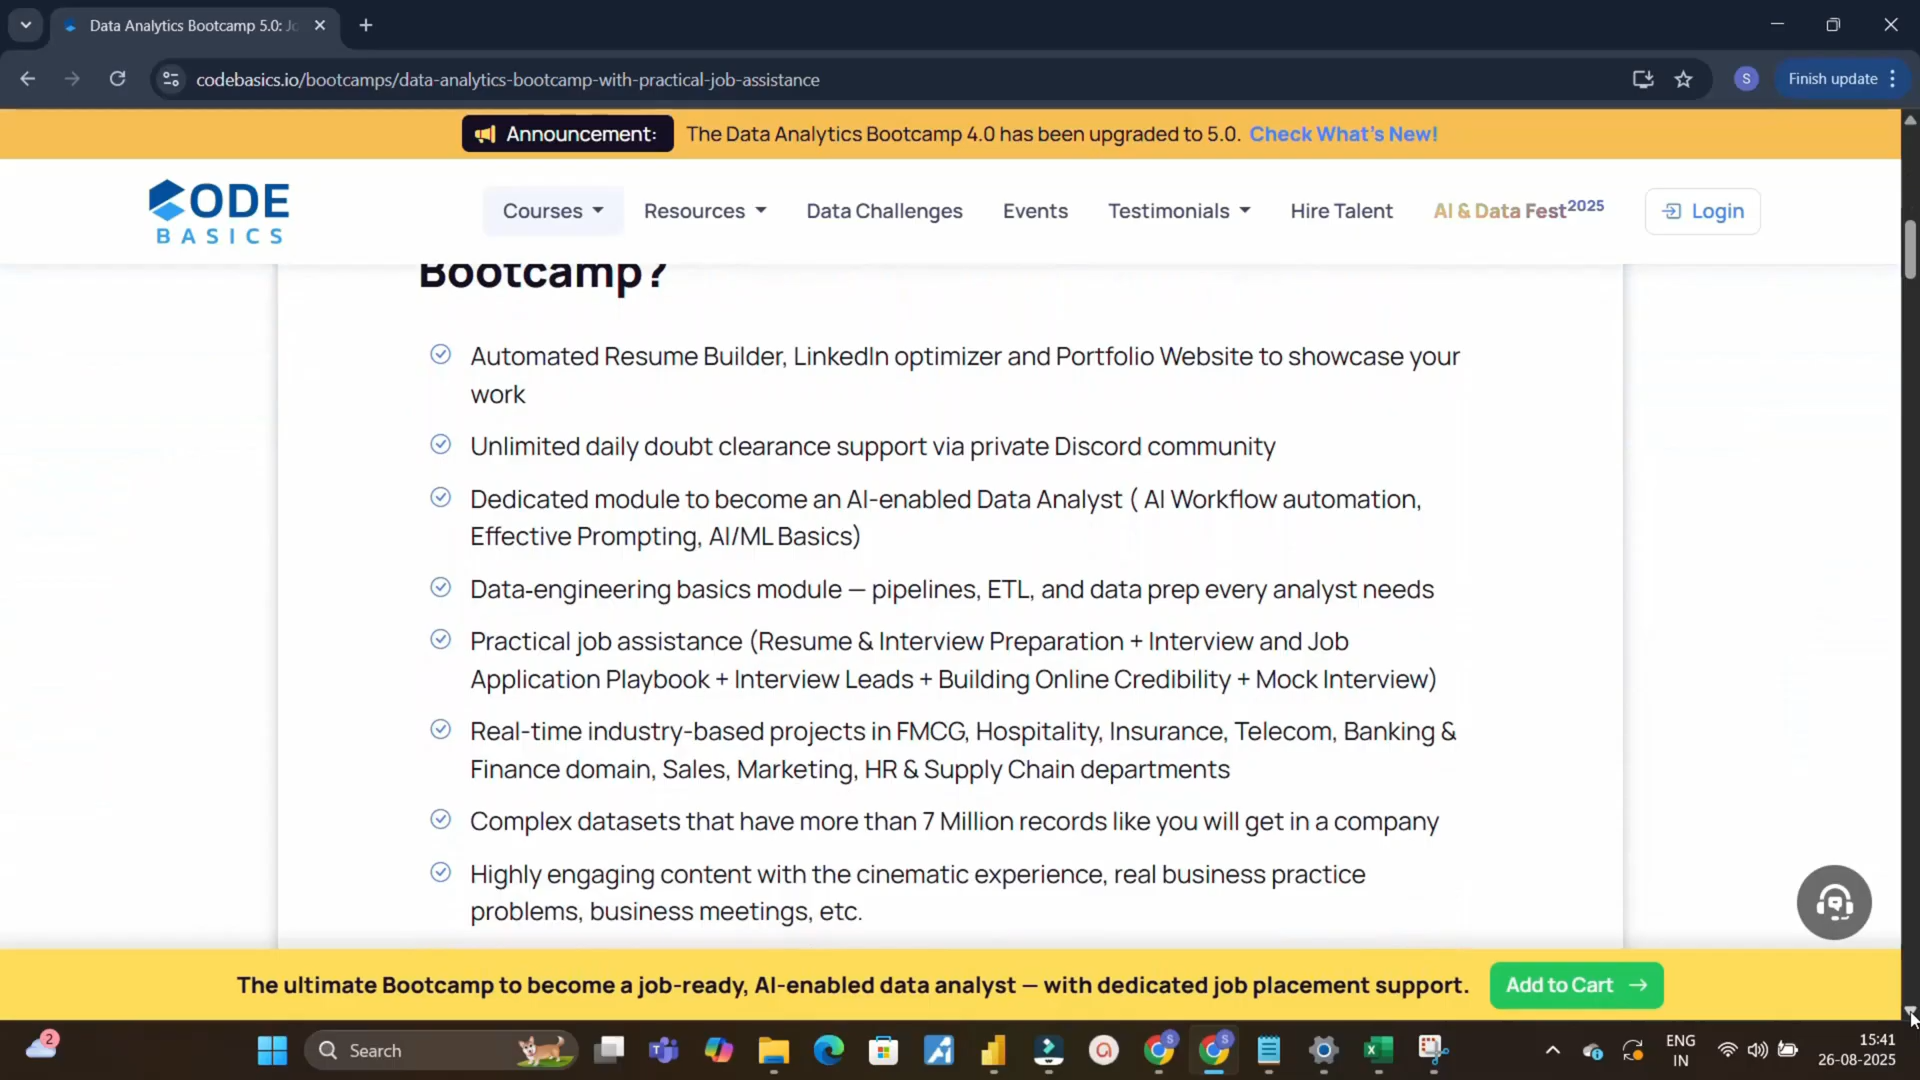 Data Analytics Bootcamp 5.0: Jo
codebasics.io/bootcamps/data-analytics-bootcamp-with-practical-job-assistance
S
Finish update
Announcement:
The Data Analytics Bootcamp 4.0 has been upgraded to 5.0. Check What's New!
CODE
BASICS
Courses
Resources
Data Challenges
Events
Testimonials
Hire Talent
AI & Data Fest2025
Login
Bootcamp?
Automated Resume Builder, LinkedIn optimizer and Portfolio Website to showcase your
work
Unlimited daily doubt clearance support via private Discord community
Dedicated module to become an AI-enabled Data Analyst ( AI Workflow automation,
Effective Prompting, AI/ML Basics)
Data-engineering basics module — pipelines, ETL, and data prep every analyst needs
Practical job assistance (Resume & Interview Preparation + Interview and Job
Application Playbook + Interview Leads + Building Online Credibility + Mock Interview)
Real-time industry-based projects in FMCG, Hospitality, Insurance, Telecom, Banking &
Finance domain, Sales, Marketing, HR & Supply Chain departments
Complex datasets that have more than 7 Million records like you will get in a company
Highly engaging content with the cinematic experience, real business practice
problems, business meetings, etc.
The ultimate Bootcamp to become a job-ready, AI-enabled data analyst — with dedicated job placement support.
Add to Cart
2
Search
ENG
IN
15:41
26-08-2025